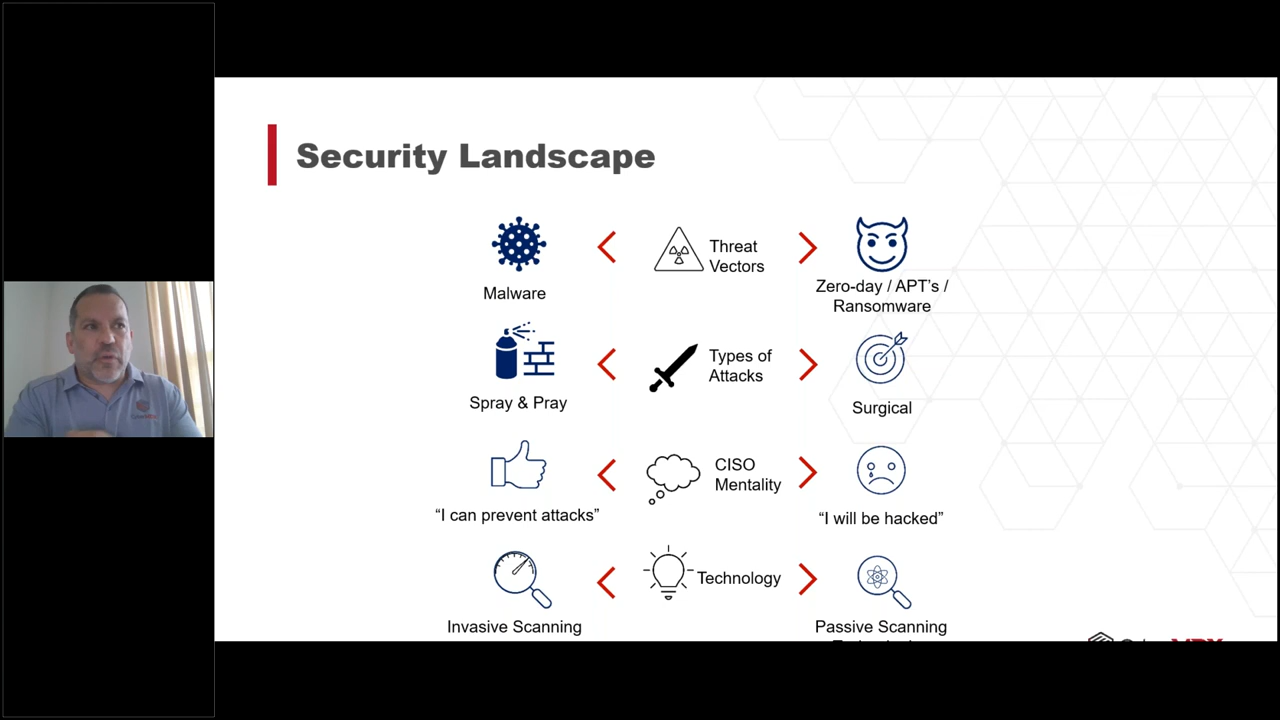 Security Landscape
Malware
Threat
Vectors
Zero-day / APT's /
Ransomware
Spray & Pray
Types of
Attacks
Surgical
“I can prevent attacks”
CISO
Mentality
“I will be hacked”
Invasive Scanning
Technology
Passive Scanning